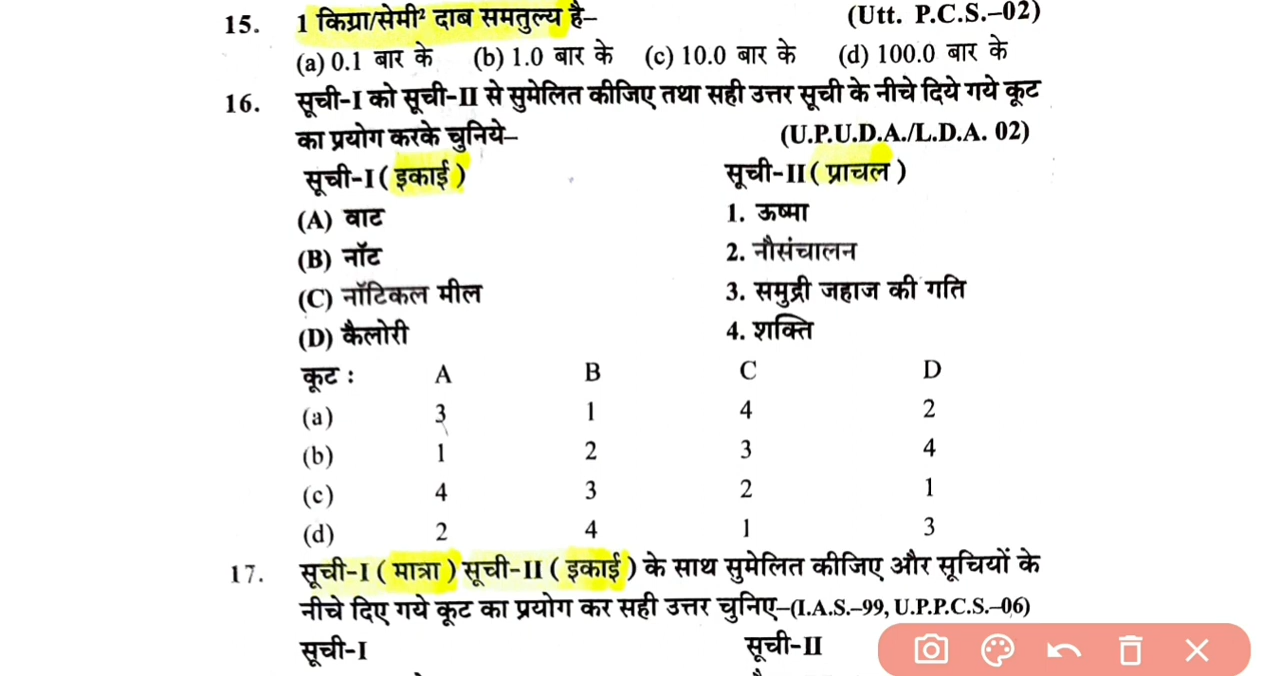 15. 1 किग्रा/सेमी² दाब समतुल्य है– (Utt. P.C.S.–02)
(a) 0.1 बार के (b) 1.0 बार के (c) 10.0 बार के (d) 100.0 बार के
16. सूची-I को सूची-II से सुमेलित कीजिए तथा सही उत्तर सूची के नीचे दिये गये कूट
का प्रयोग करके चुनिये– (U.P.U.D.A./L.D.A. 02)
सूची-I ( इकाई ) सूची-II ( प्राचल )
(A) वाट 1. ऊष्मा
(B) नॉट 2. नौसंचालन
(C) नॉटिकल मील 3. समुद्री जहाज की गति
(D) कैलोरी 4. शक्ति
कूट : A B C D
(a) 3 1 4 2
(b) 1 2 3 4
(c) 4 3 2 1
(d) 2 4 1 3
17. सूची-I ( मात्रा ) सूची-II ( इकाई ) के साथ सुमेलित कीजिए और सूचियों के
नीचे दिए गये कूट का प्रयोग कर सही उत्तर चुनिए–(I.A.S.–99, U.P.P.C.S.–06)
सूची-I सूची-II